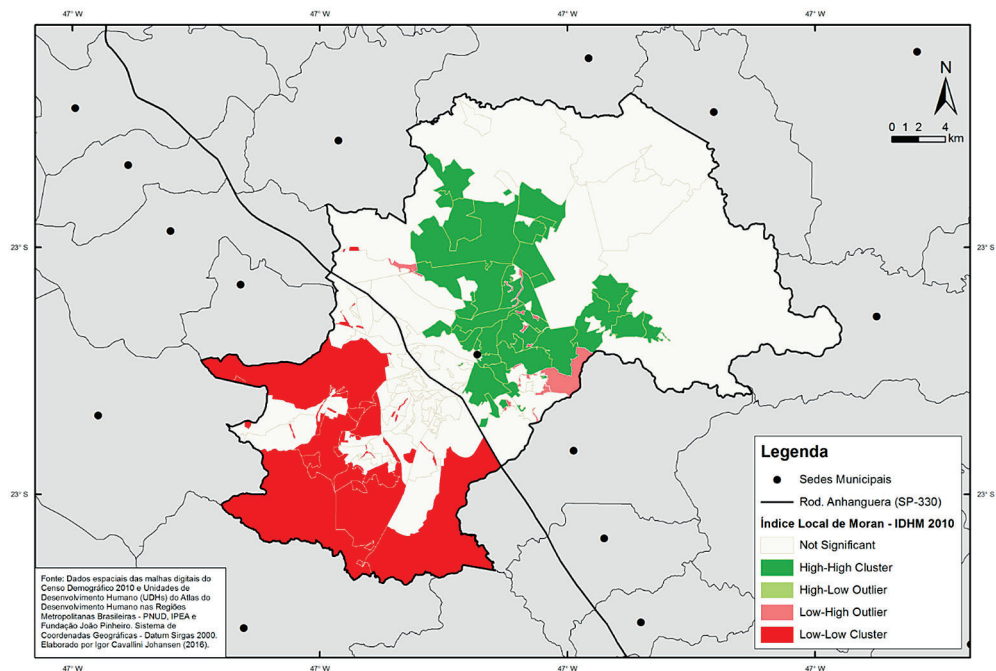 47° W
47° W
47° W
47° W
N
0 1 2 4
km
23° S
23° S
23° S
23° S
Legenda
Sedes Municipais
Rod. Anhanguera (SP-330)
Índice Local de Moran - IDHM 2010
Not Significant
High-High Cluster
High-Low Outlier
Low-High Outlier
Low-Low Cluster
Fonte: Dados espaciais das malhas digitais do
Censo Demográfico 2010 e Unidades de
Desenvolvimento Humano (UDHs) do Atlas do
Desenvolvimento Humano nas Regiões
Metropolitanas Brasileiras - PNUD, IPEA e
Fundação João Pinheiro. Sistema de
Coordenadas Geográficas - Datum Sirgas 2000.
Elaborado por Igor Cavallini Johansen (2016).
47° W
47° W
47° W
47° W